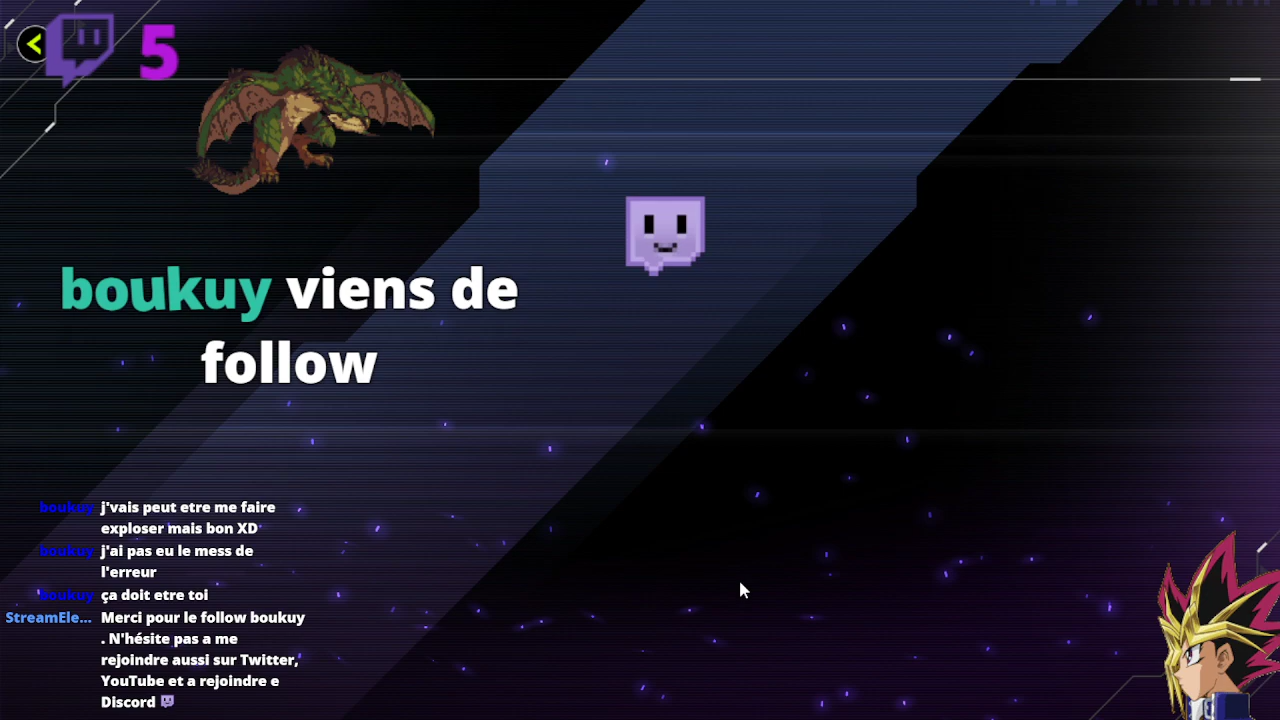 5
boukuy viens de
follow
boukuy j'vais peut etre me faire
exploser mais bon XD
boukuy j'ai pas eu le mess de
l'erreur
boukuy ça doit etre toi
StreamEle... Merci pour le follow boukuy
. N'hésite pas a me
rejoindre aussi sur Twitter,
YouTube et a rejoindre e
Discord